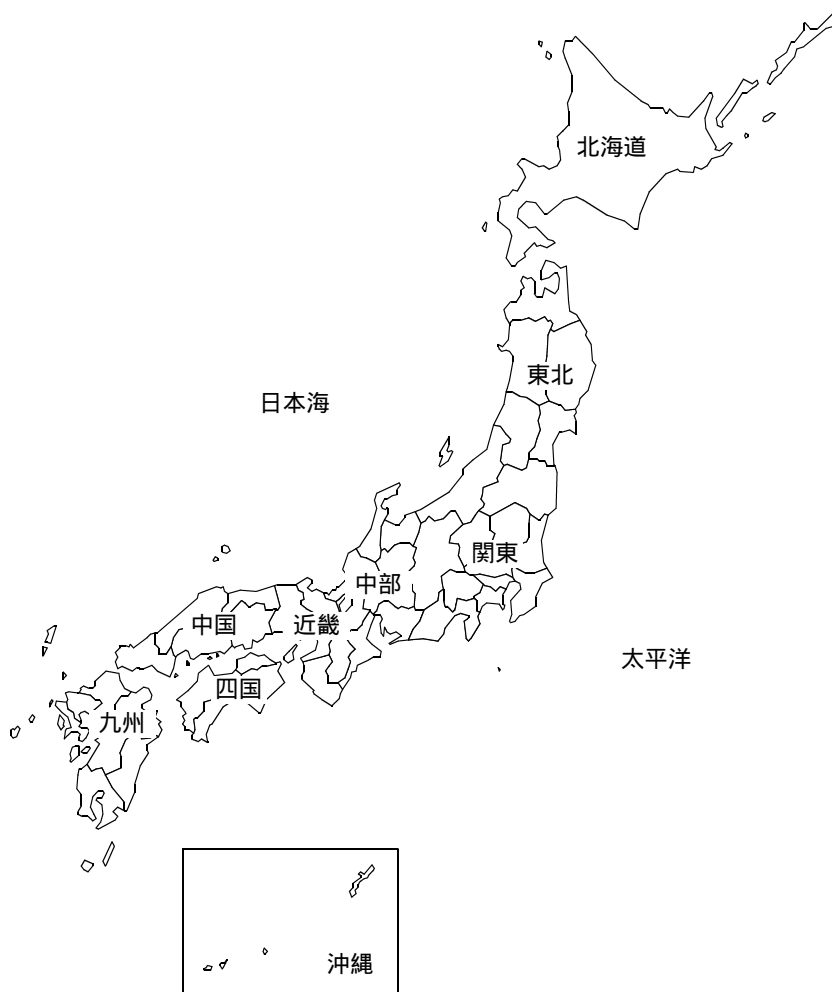 北海道
東北
日本海
関東
中部
中国
近畿
太平洋
四国
九州
沖縄